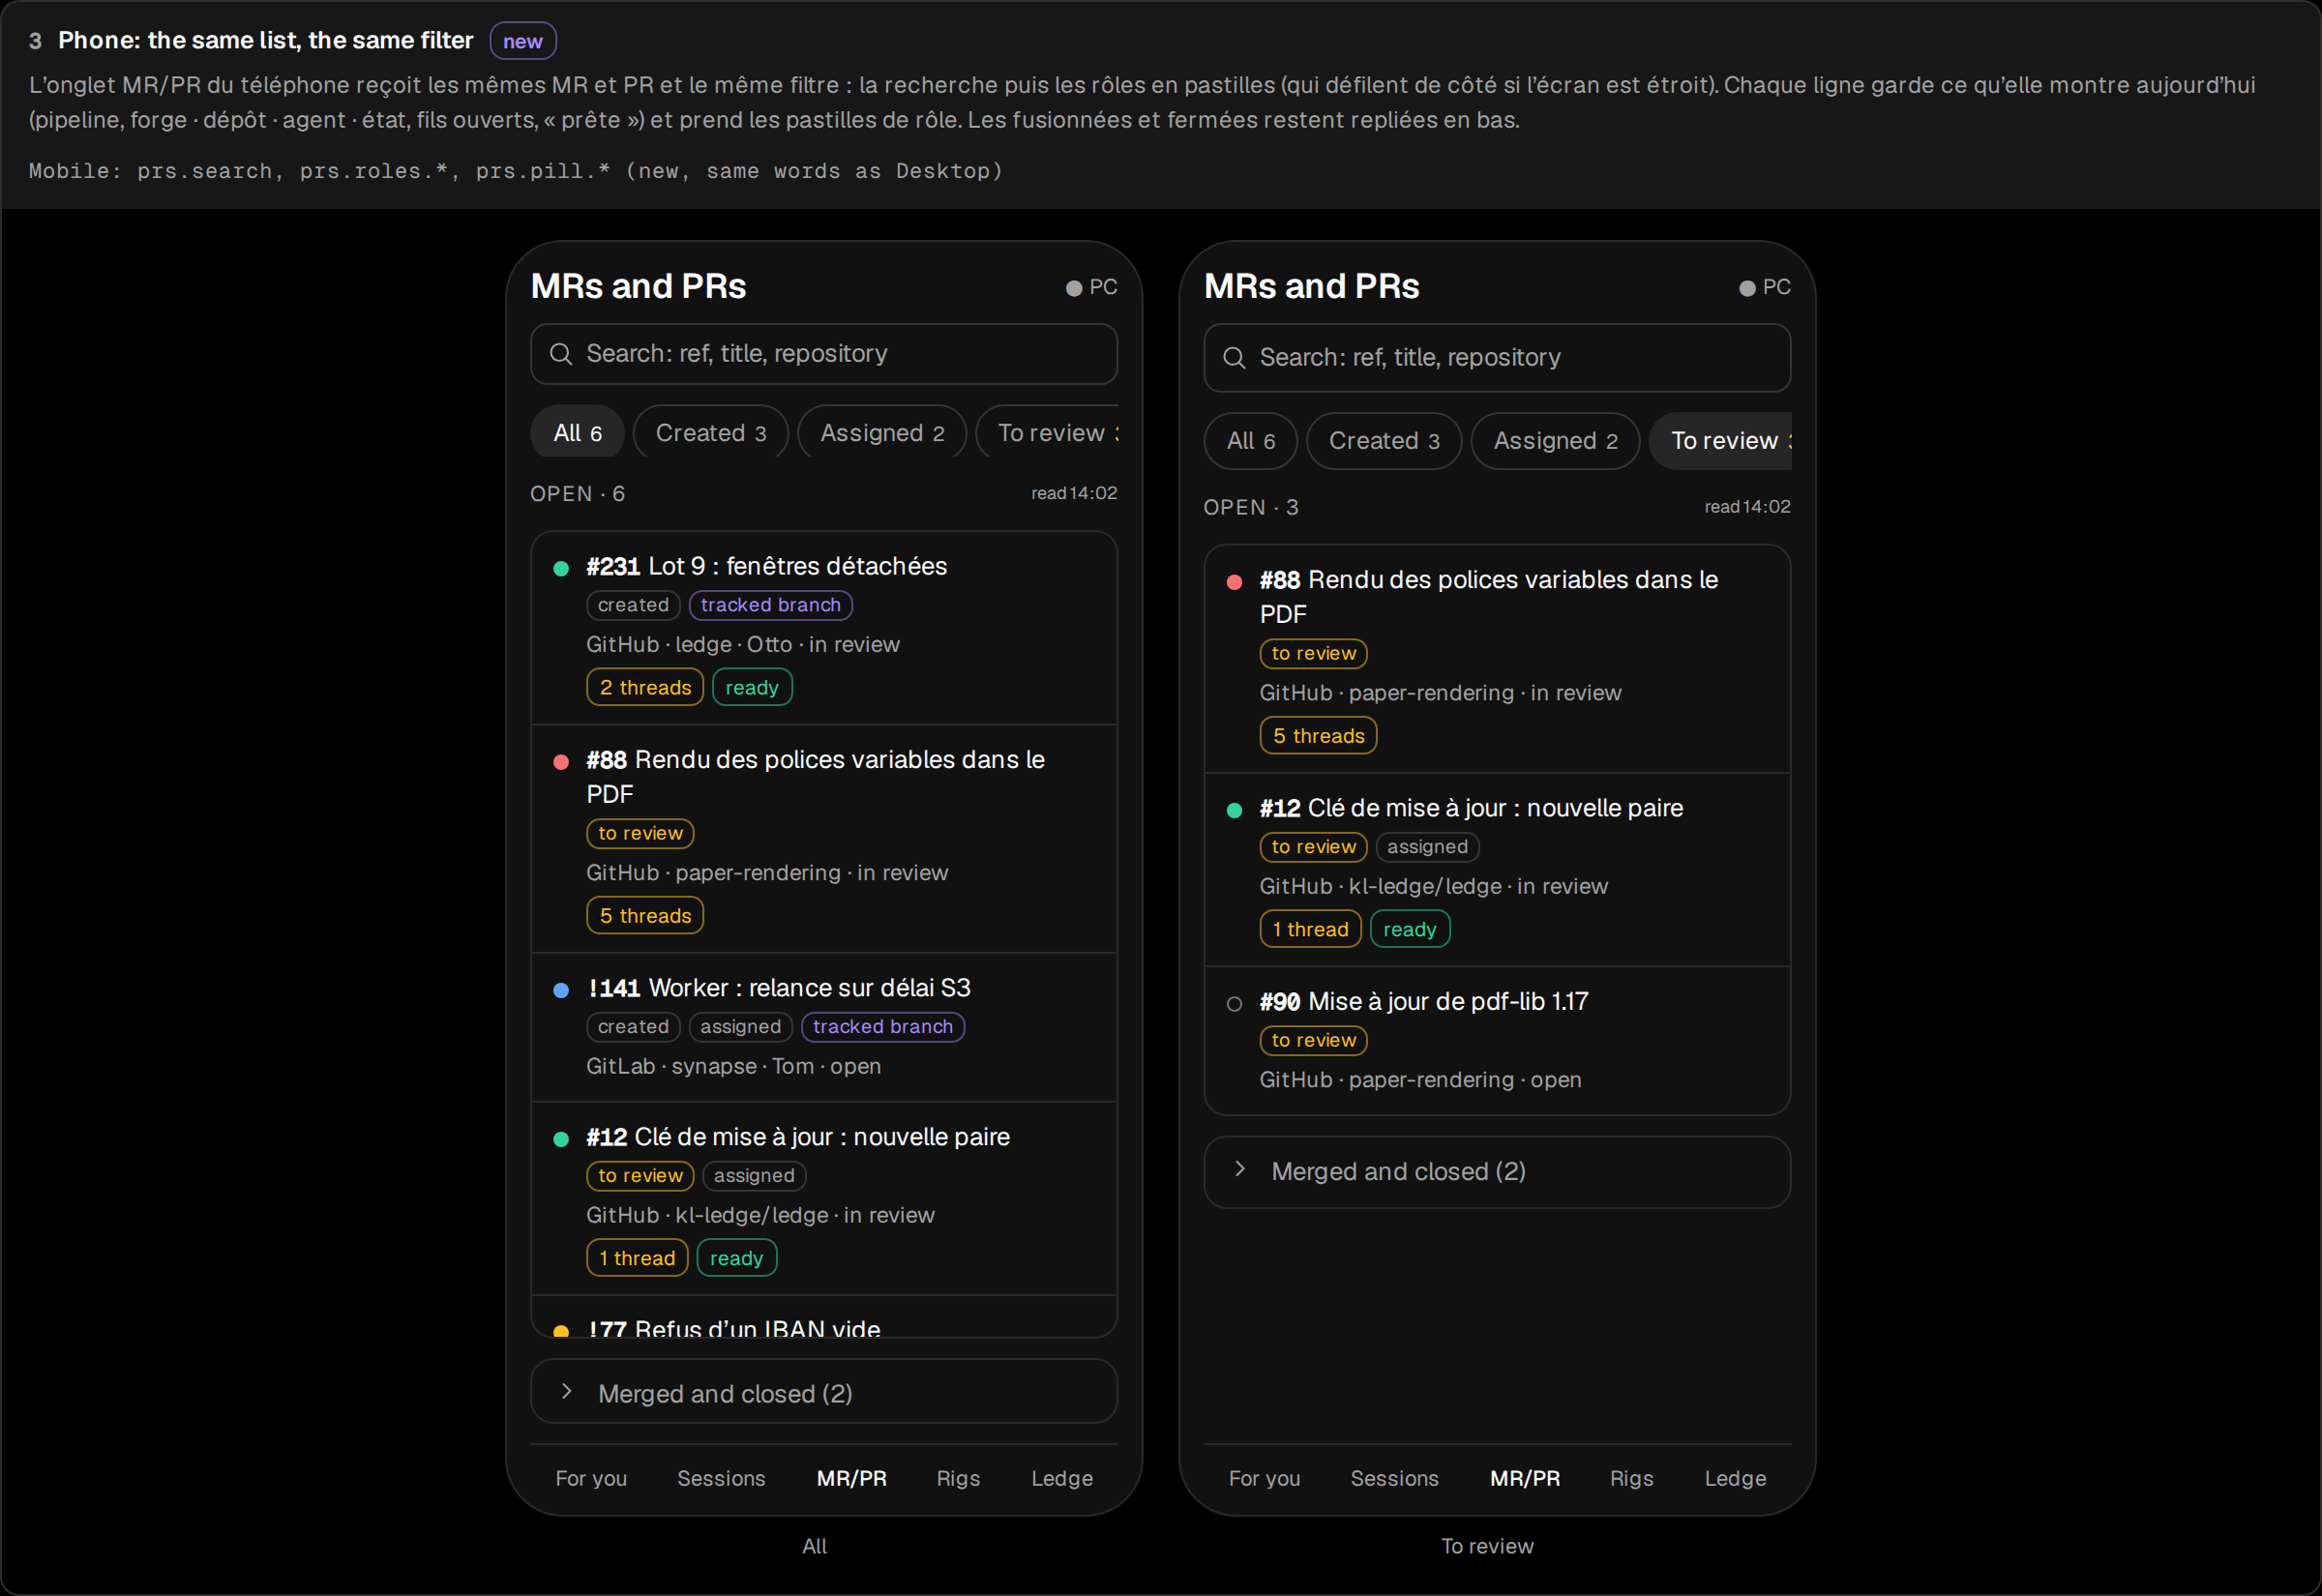 3 Phone: the same list, the same filter new
L’onglet MR/PR du téléphone reçoit les mêmes MR et PR et le même filtre : la recherche puis les rôles en pastilles (qui défilent de côté si l’écran est étroit). Chaque ligne garde ce qu’elle montre aujourd’hui
(pipeline, forge · dépôt · agent · état, fils ouverts, « prête ») et prend les pastilles de rôle. Les fusionnées et fermées restent repliées en bas.
Mobile: prs.search, prs.roles.*, prs.pill.* (new, same words as Desktop)
MRs and PRs PC
Search: ref, title, repository
All 6 Created 3 Assigned 2 To review
OPEN · 6 read 14:02
#231 Lot 9 : fenêtres détachées
created tracked branch
GitHub · ledge · Otto · in review
2 threads ready
#88 Rendu des polices variables dans le
PDF
to review
GitHub · paper-rendering · in review
5 threads
!141 Worker : relance sur délai S3
created assigned tracked branch
GitLab · synapse · Tom · open
#12 Clé de mise à jour : nouvelle paire
to review assigned
GitHub · kl-ledge/ledge · in review
1 thread ready
!77 Refus d’un IBAN vide
Merged and closed (2)
For you Sessions MR/PR Rigs Ledge
All
MRs and PRs PC
Search: ref, title, repository
All 6 Created 3 Assigned 2 To review
OPEN · 3 read 14:02
#88 Rendu des polices variables dans le
PDF
to review
GitHub · paper-rendering · in review
5 threads
#12 Clé de mise à jour : nouvelle paire
to review assigned
GitHub · kl-ledge/ledge · in review
1 thread ready
#90 Mise à jour de pdf-lib 1.17
to review
GitHub · paper-rendering · open
Merged and closed (2)
For you Sessions MR/PR Rigs Ledge
To review